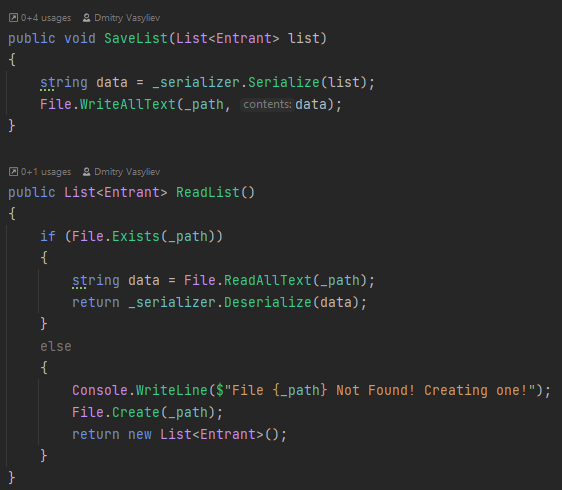 0+4 usages Dmitry Vasyliev
public void SaveList(List<Entrant> list)
{
    string data = _serializer.Serialize(list);
    File.WriteAllText(_path, contents: data);
}
0+1 usages Dmitry Vasyliev
public List<Entrant> ReadList()
{
    if (File.Exists(_path))
    {
        string data = File.ReadAllText(_path);
        return _serializer.Deserialize(data);
    }
    else
    {
        Console.WriteLine($"File {_path} Not Found! Creating one!");
        File.Create(_path);
        return new List<Entrant>();
    }
}